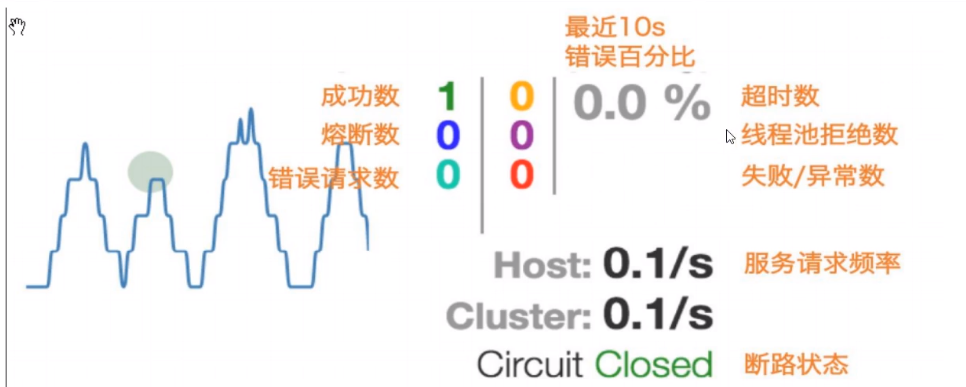 最近10s
错误百分比
成功数 1 0 0.0 % 超时数
熔断数 0 0 线程池拒绝数
错误请求数 0 0 失败/异常数
Host: 0.1/s 服务请求频率
Cluster: 0.1/s
Circuit Closed 断路状态